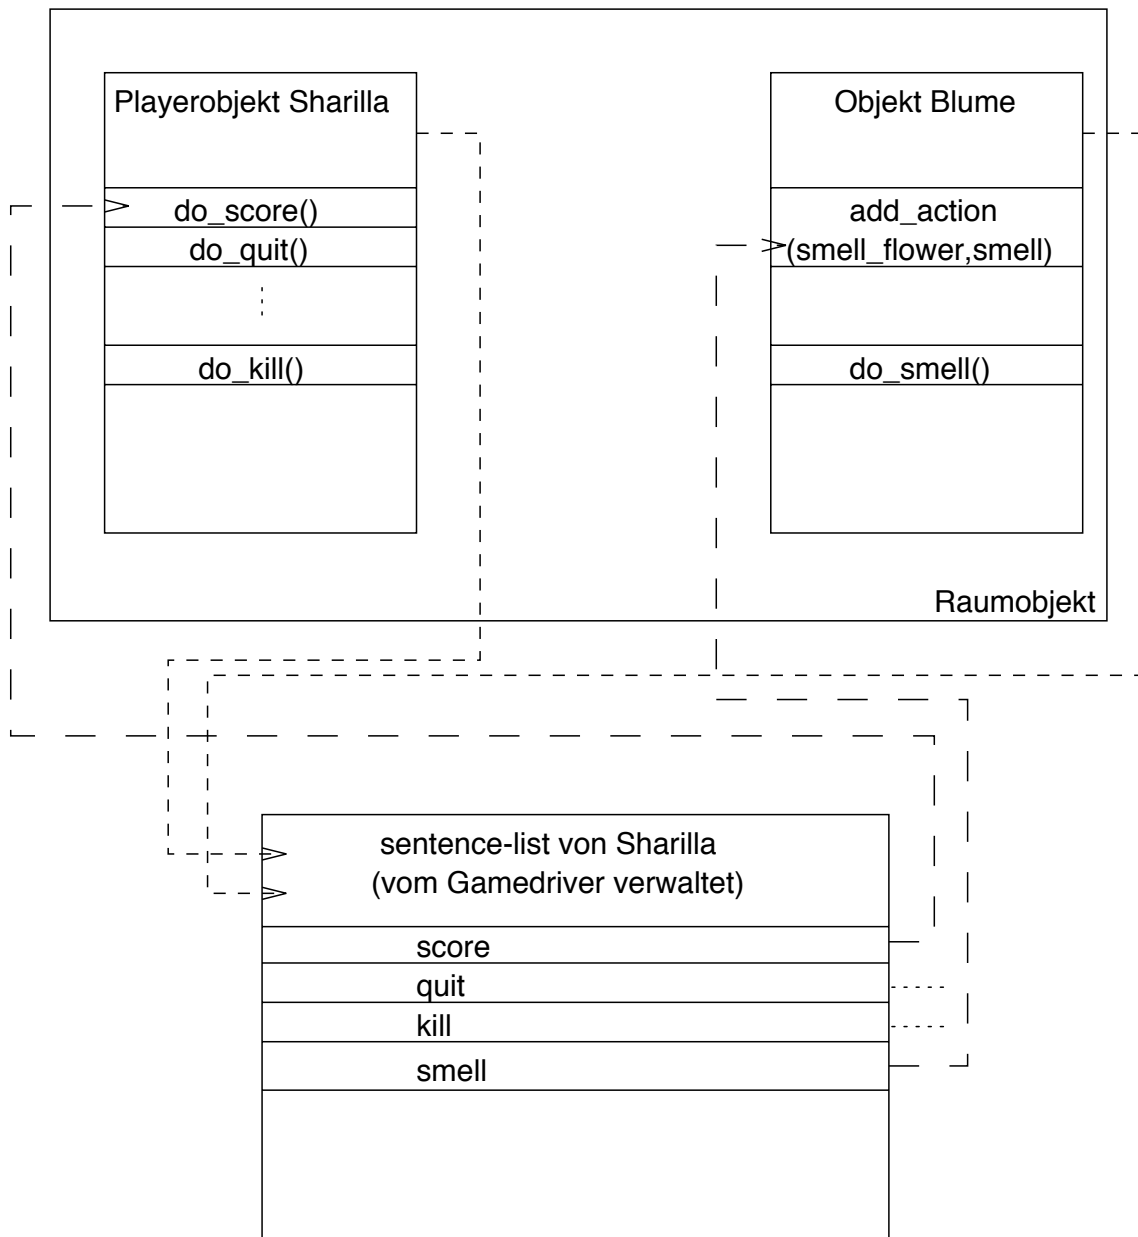 Playerobjekt Sharilla
do_score()
do_quit()
do_kill()
Objekt Blume
add_action
(smell_flower,smell)
do_smell()
Raumobjekt
sentence-list von Sharilla
(vom Gamedriver verwaltet)
score
quit
kill
smell